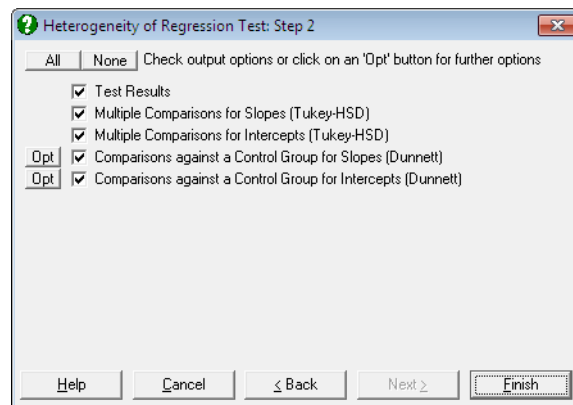 Heterogeneity of Regression Test: Step 2
All None Check output options or click on an 'Opt' button for further options
Test Results
Multiple Comparisons for Slopes (Tukey-HSD)
Multiple Comparisons for Intercepts (Tukey-HSD)
Opt Comparisons against a Control Group for Slopes (Dunnett)
Opt Comparisons against a Control Group for Intercepts (Dunnett)
Help Cancel < Back Next > Finish